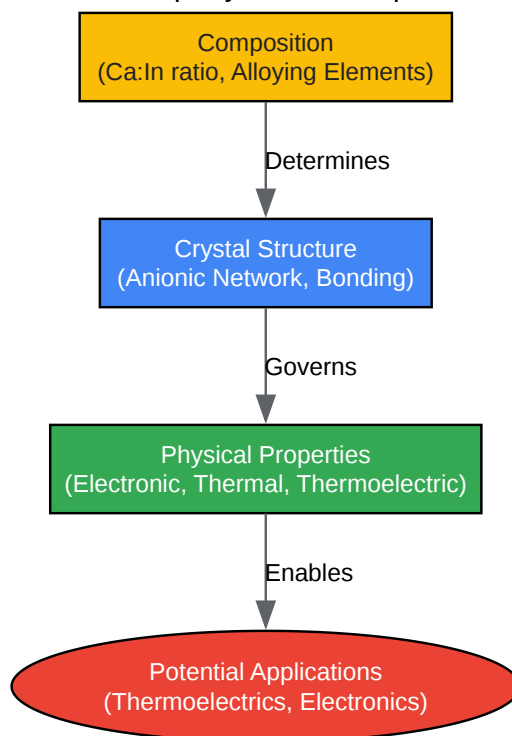 Composition
(Ca:In ratio, Alloying Elements)
Determines
Crystal Structure
(Anionic Network, Bonding)
Governs
Physical Properties
(Electronic, Thermal, Thermoelectric)
Enables
Potential Applications
(Thermoelectrics, Electronics)